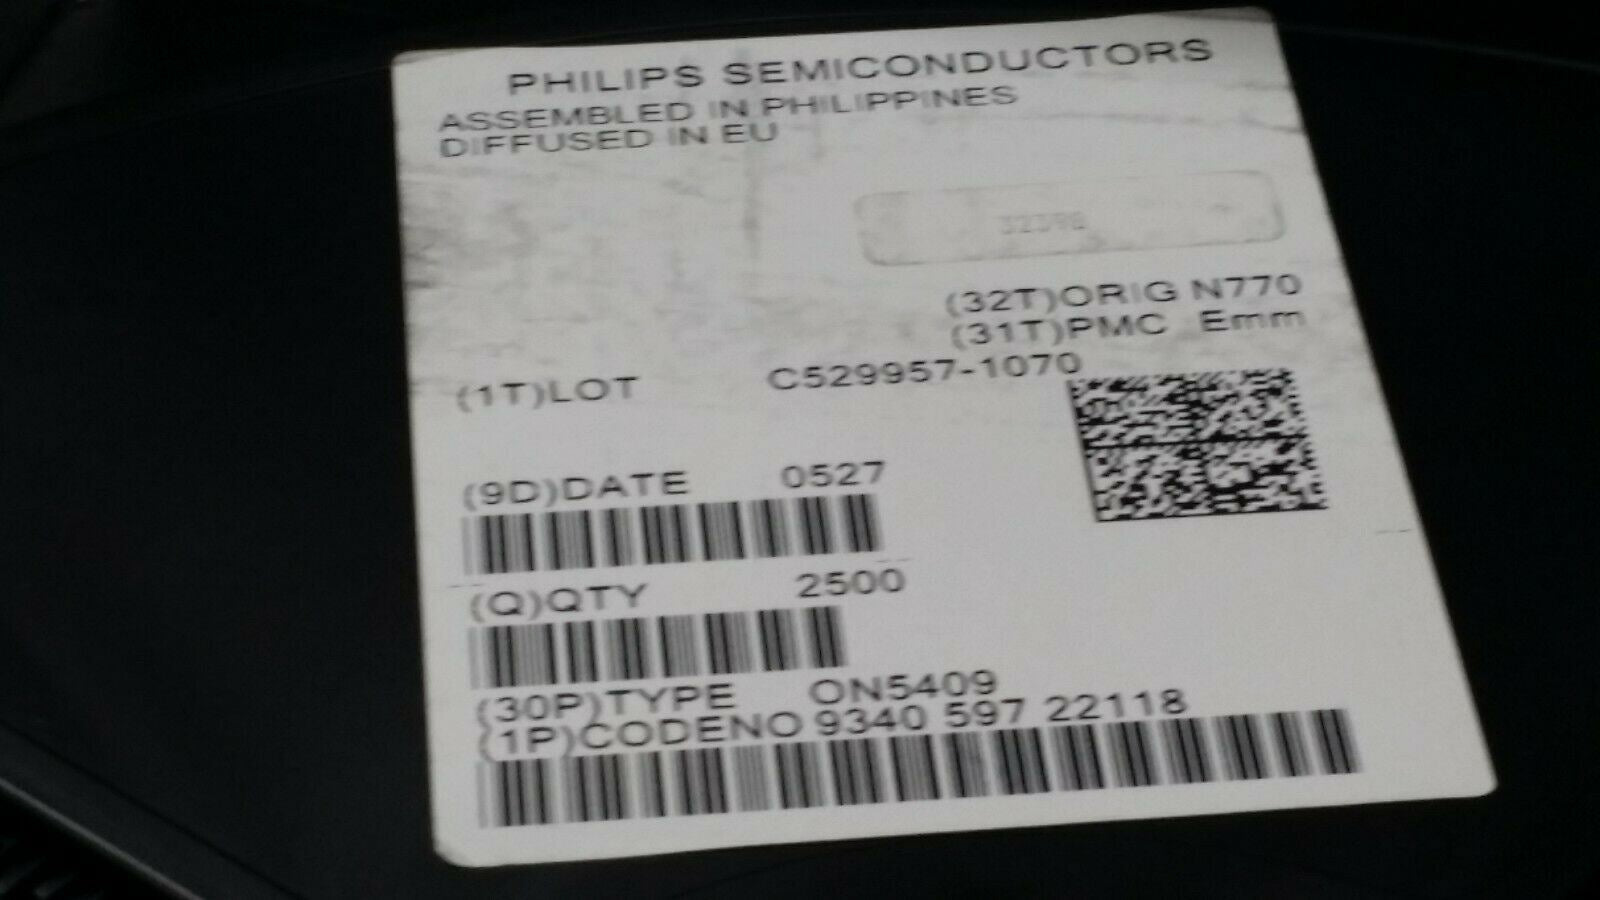 PHILIPS SEMICONDUCTORS
ASSEMBLED IN PHILIPPINES
DIFFUSED IN EU
32398
(32T)ORIG N770
(31T)PMC Emm
(1T)LOT C529957-1070
(9D)DATE 0527
(Q)QTY 2500
(30P)TYPE ON5409
(1P)CODENO 9340 597 22118